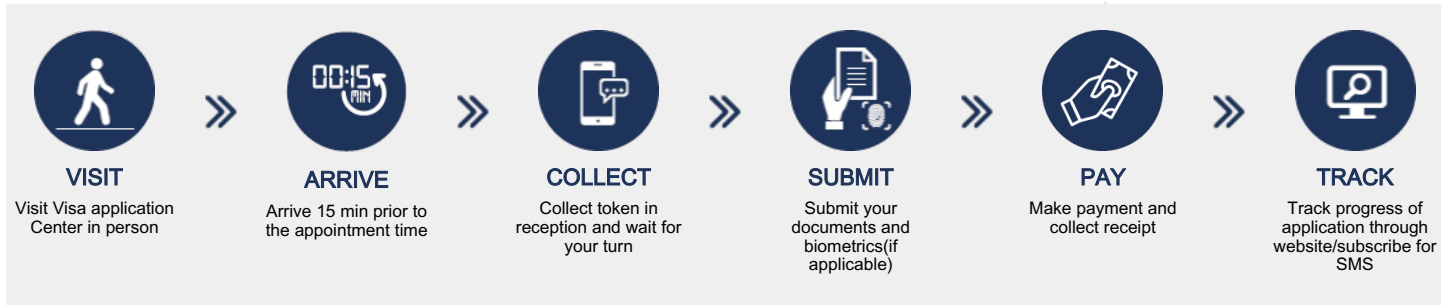 VISIT
Visit Visa application
Center in person
00:15
MIN
ARRIVE
Arrive 15 min prior to
the appointment time
COLLECT
Collect token in
reception and wait for
your turn
SUBMIT
Submit your
documents and
biometrics(if
applicable)
PAY
Make payment and
collect receipt
TRACK
Track progress of
application through
website/subscribe for
SMS